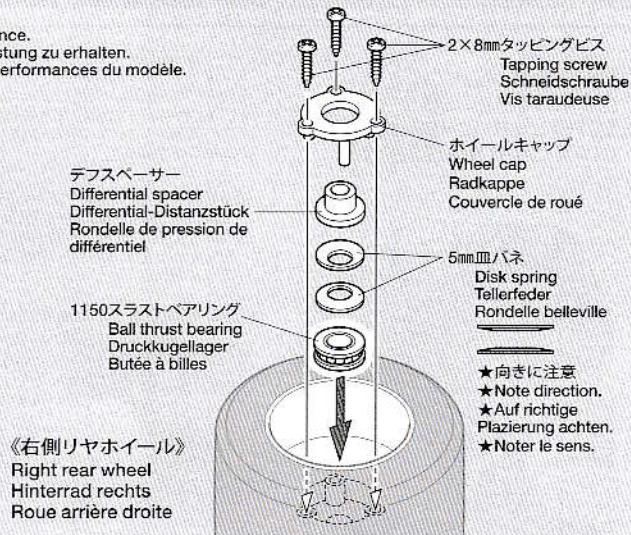 nce.
stung zu erhalten.
erformances du modèle.
2×8mmタッピングビス
Tapping screw
Schneidschraube
Vis taraudeuse
ホイールキャップ
Wheel cap
Radkappe
Couvercle de roué
デフスペーサー
Differential spacer
Differential-Distanzstück
Rondelle de pression de
différentiel
5mm皿バネ
Disk spring
Tellerfeder
Rondelle belleville
★向きに注意
★Note direction.
★Auf richtige
Plazierung achten.
★Noter le sens.
1150スラストベアリング
Ball thrust bearing
Druckkugellager
Butée à billes
《右側リヤホイール》
Right rear wheel
Hinterrad rechts
Roue arrière droite